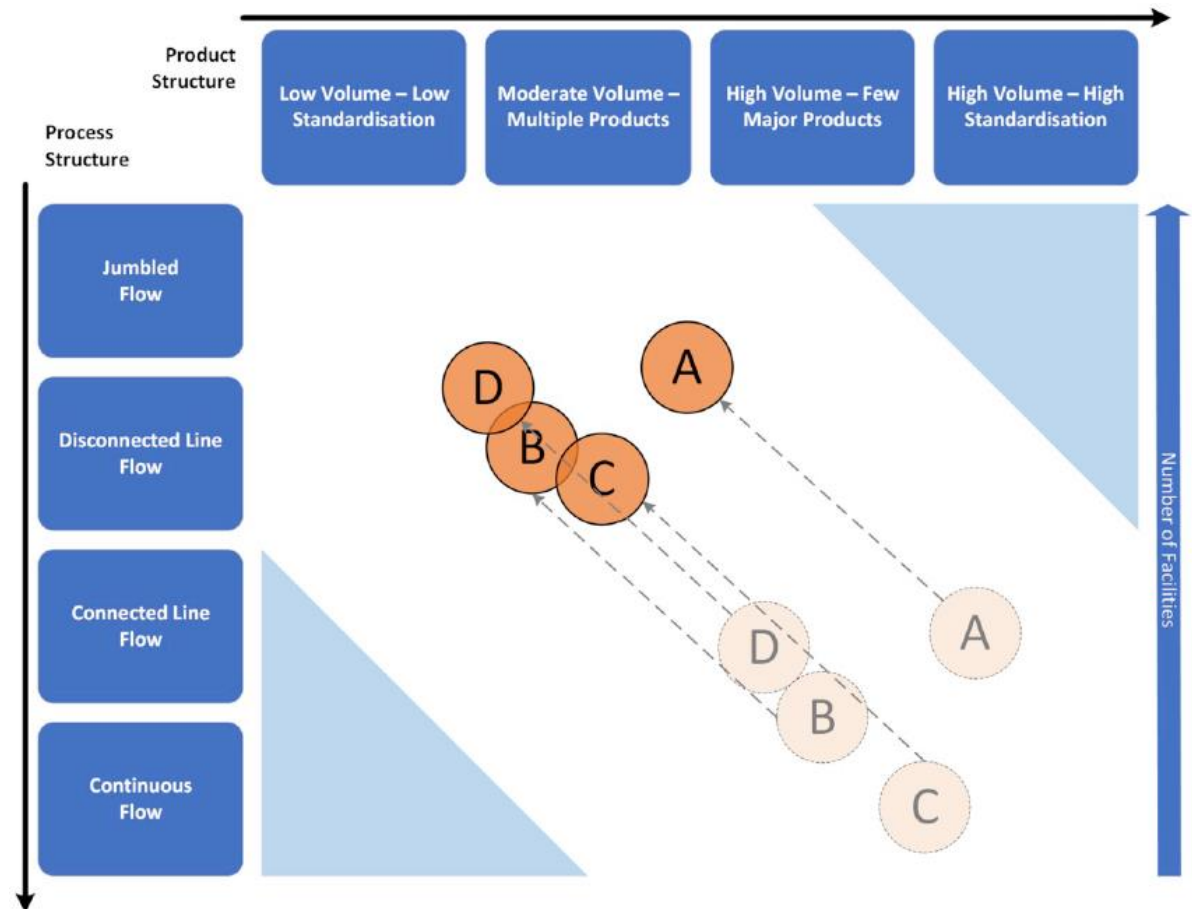 Product
Structure
Process
Structure
Low Volume – Low
Standardisation
Moderate Volume –
Multiple Products
High Volume – Few
Major Products
High Volume – High
Standardisation
Jumbled
Flow
Disconnected Line
Flow
Connected Line
Flow
Continuous
Flow
D
A
B
C
D
A
B
C
Number of Facilities